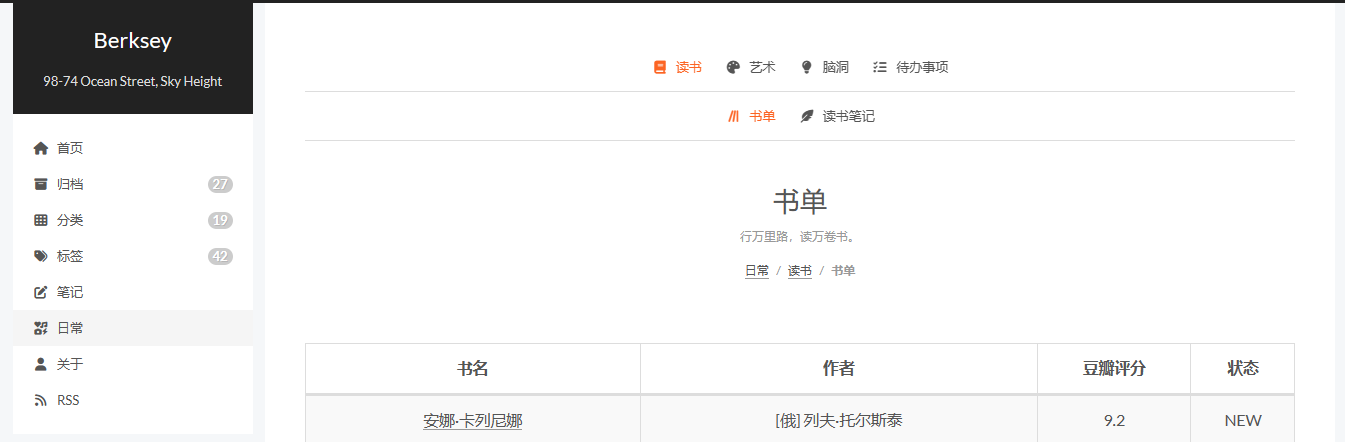 Berksey
98-74 Ocean Street, Sky Height
首页
归档 27
分类 19
标签 42
笔记
日常
关于
RSS
读书 艺术 脑洞 待办事项
书单 读书笔记
书单
行万里路，读万卷书。
日常 / 读书 / 书单
书名 作者 豆瓣评分 状态
安娜·卡列尼娜 [俄] 列夫·托尔斯泰 9.2 NEW